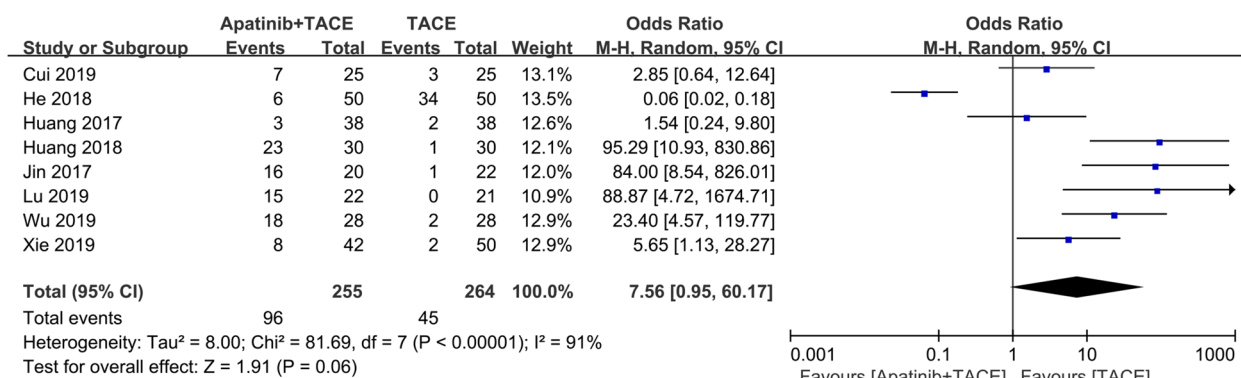 Apatinib+TACE TACE Odds Ratio Odds Ratio
Study or Subgroup Events Total Events Total Weight M-H, Random, 95% CI M-H, Random, 95% CI
Cui 2019 7 25 3 25 13.1% 2.85 [0.64, 12.64]
He 2018 6 50 34 50 13.5% 0.06 [0.02, 0.18]
Huang 2017 3 38 2 38 12.6% 1.54 [0.24, 9.80]
Huang 2018 23 30 1 30 12.1% 95.29 [10.93, 830.86]
Jin 2017 16 20 1 22 12.0% 84.00 [8.54, 826.01]
Lu 2019 15 22 0 21 10.9% 88.87 [4.72, 1674.71]
Wu 2019 18 28 2 28 12.9% 23.40 [4.57, 119.77]
Xie 2019 8 42 2 50 12.9% 5.65 [1.13, 28.27]
Total (95% CI) 255 264 100.0% 7.56 [0.95, 60.17]
Total events 96 45
Heterogeneity: Tau² = 8.00; Chi² = 81.69, df = 7 (P < 0.00001); I² = 91%
Test for overall effect: Z = 1.91 (P = 0.06)
0.001 0.1 1 10 1000
Favours [Apatinib+TACE] Favours [TACE]